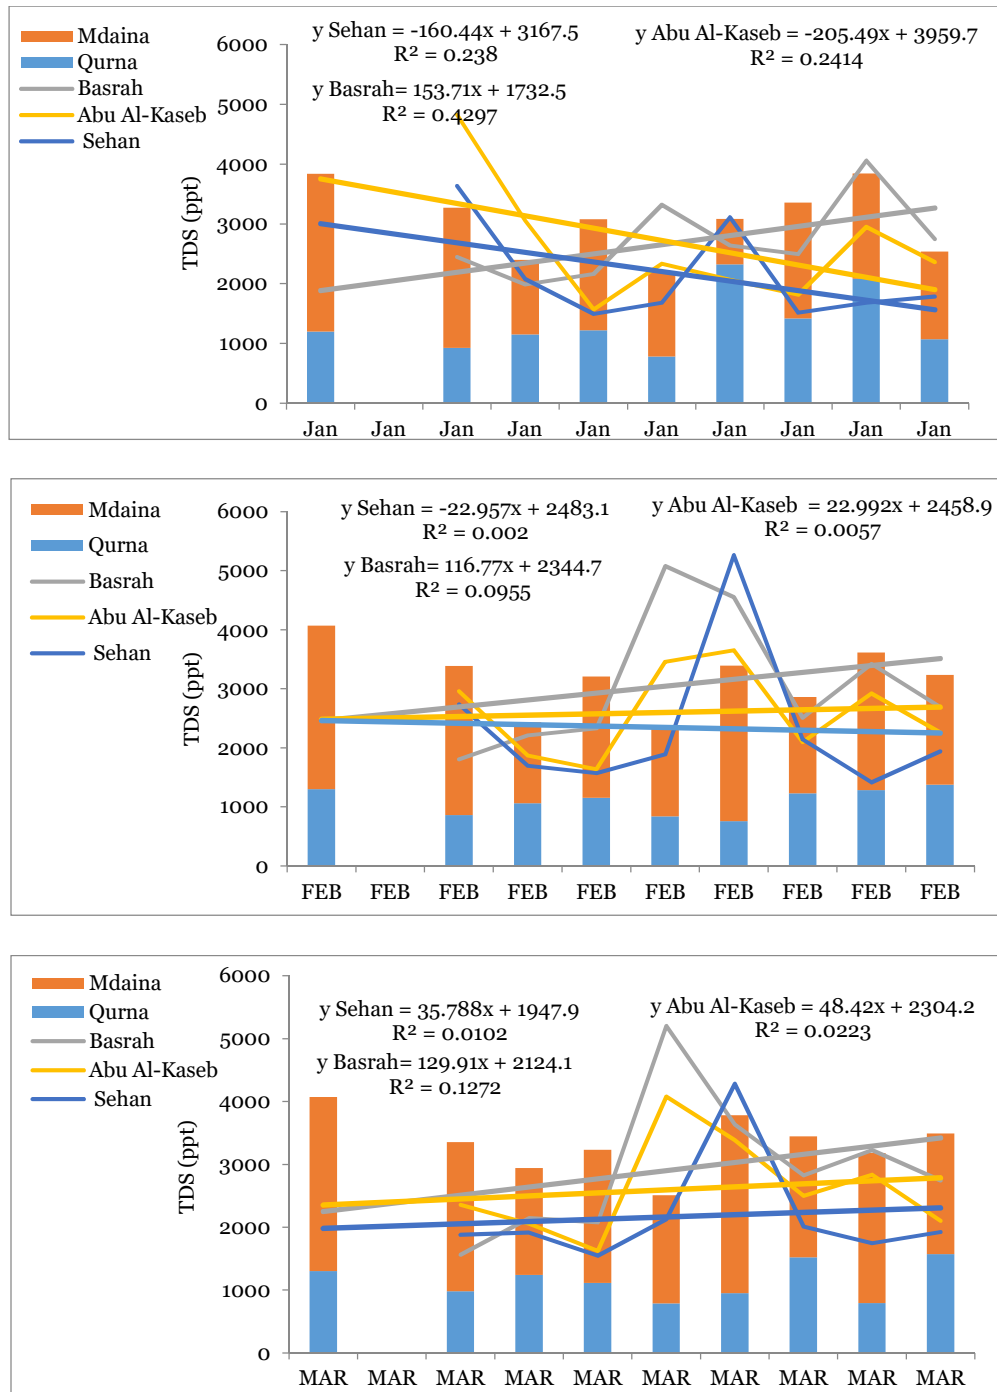 Mdaina
Qurna
Basrah
Abu Al-Kaseb
Sehan
y Sehan = -160.44x + 3167.5
R² = 0.238
y Abu Al-Kaseb = -205.49x + 3959.7
R² = 0.2414
y Basrah= 153.71x + 1732.5
R² = 0.4297
TDS (ppt)
6000
5000
4000
3000
2000
1000
0
Jan Jan Jan Jan Jan Jan Jan Jan Jan Jan
Mdaina
Qurna
Basrah
Abu Al-Kaseb
Sehan
y Sehan = -22.957x + 2483.1
R² = 0.002
y Abu Al-Kaseb = 22.992x + 2458.9
R² = 0.0057
y Basrah= 116.77x + 2344.7
R² = 0.0955
TDS (ppt)
6000
5000
4000
3000
2000
1000
0
FEB FEB FEB FEB FEB FEB FEB FEB FEB FEB
Mdaina
Qurna
Basrah
Abu Al-Kaseb
Sehan
y Sehan = 35.788x + 1947.9
R² = 0.0102
y Abu Al-Kaseb = 48.42x + 2304.2
R² = 0.0223
y Basrah= 129.91x + 2124.1
R² = 0.1272
TDS (ppt)
6000
5000
4000
3000
2000
1000
0
MAR MAR MAR MAR MAR MAR MAR MAR MAR MAR